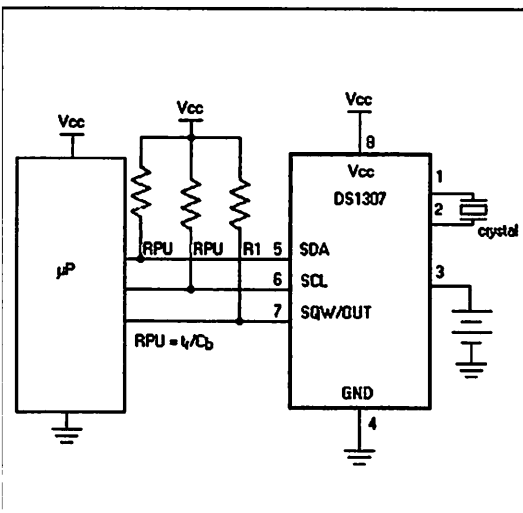 Vcc
Vcc
Vcc
8
Vcc
DS1307
1
2
crystal
µP
RPU RPU R1 5 SDA
6 SCL
3
7 SQW/OUT
RPU = tᵣ/C_b
GND
4